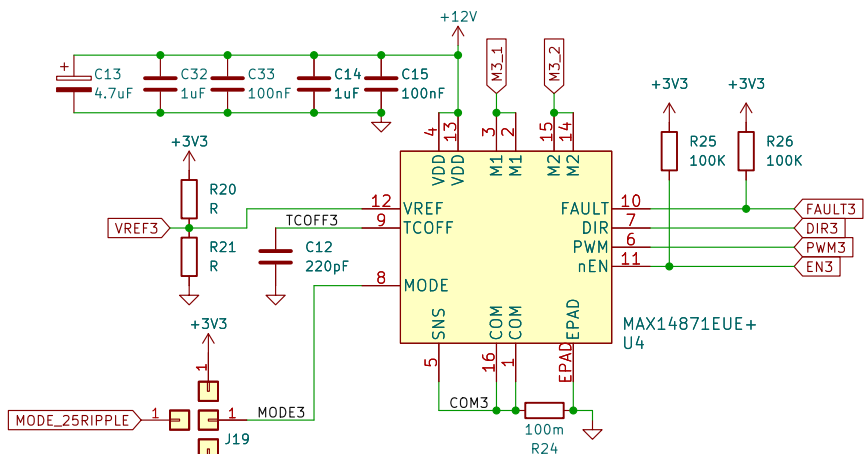 +12V
+
C13
4.7uF
C32
1uF
C33
100nF
C14
1uF
C15
100nF
M3_1
M3_2
+3V3
+3V3
R25
100K
R26
100K
+3V3
R20
R
VREF3
R21
R
TCOFF3
C12
220pF
4
13
3
2
15
14
VDD
VDD
M1
M1
M2
M2
12
VREF
9
TCOFF
8
MODE
FAULT
10
FAULT3
DIR
7
DIR3
PWM
6
PWM3
nEN
11
EN3
SNS
COM
COM
EPAD
5
16
1
EPAD
MAX14871EUE+
U4
COM3
100m
R24
+3V3
1
MODE_25RIPPLE
1
1
MODE3
J19